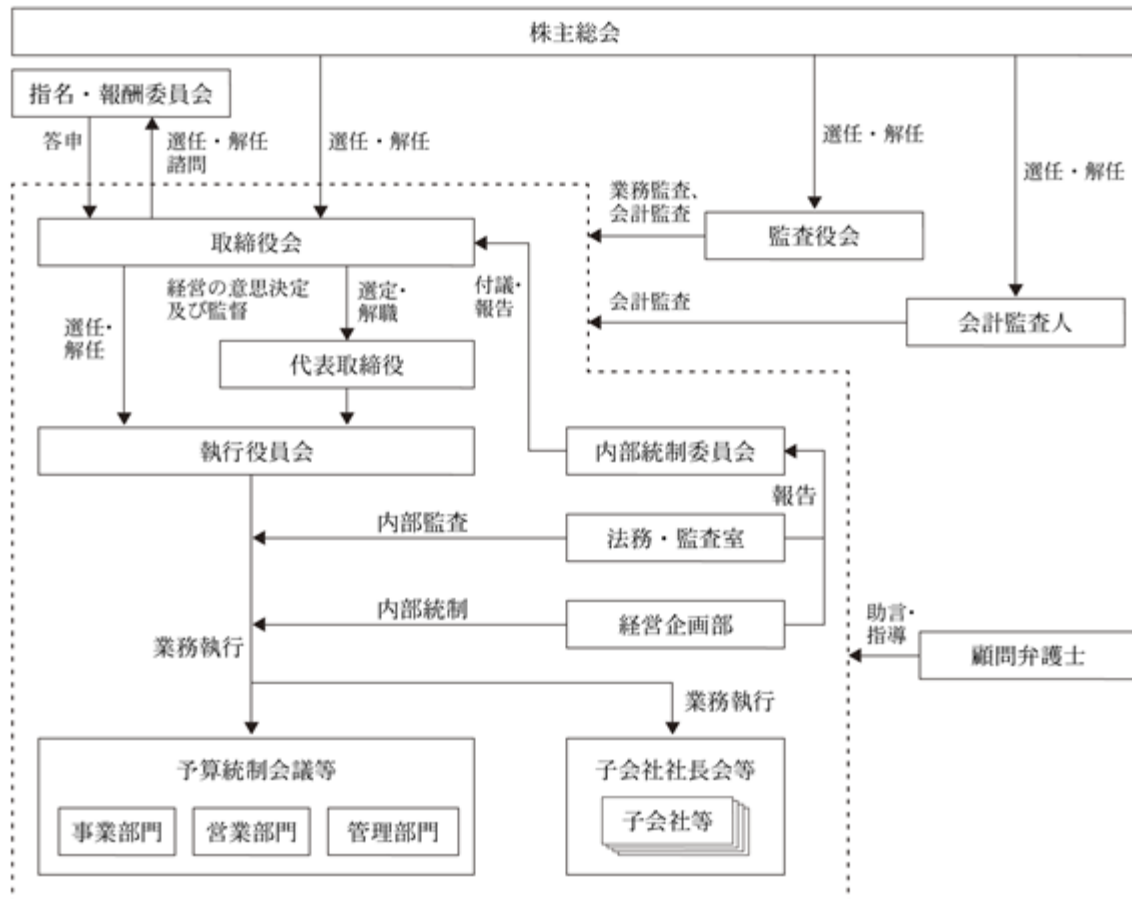 株主総会
指名・報酬委員会
答申
選任・解任
諮問
選任・解任
選任・解任
選任・解任
業務監査、
会計監査
監査役会
取締役会
経営の意思決定
及び監督
選定・
解職
付議・
報告
会計監査
会計監査人
選任・
解任
代表取締役
執行役員会
内部統制委員会
報告
内部監査
法務・監査室
内部統制
経営企画部
助言・
指導
顧問弁護士
業務執行
業務執行
予算統制会議等
子会社社長会等
事業部門
営業部門
管理部門
子会社等